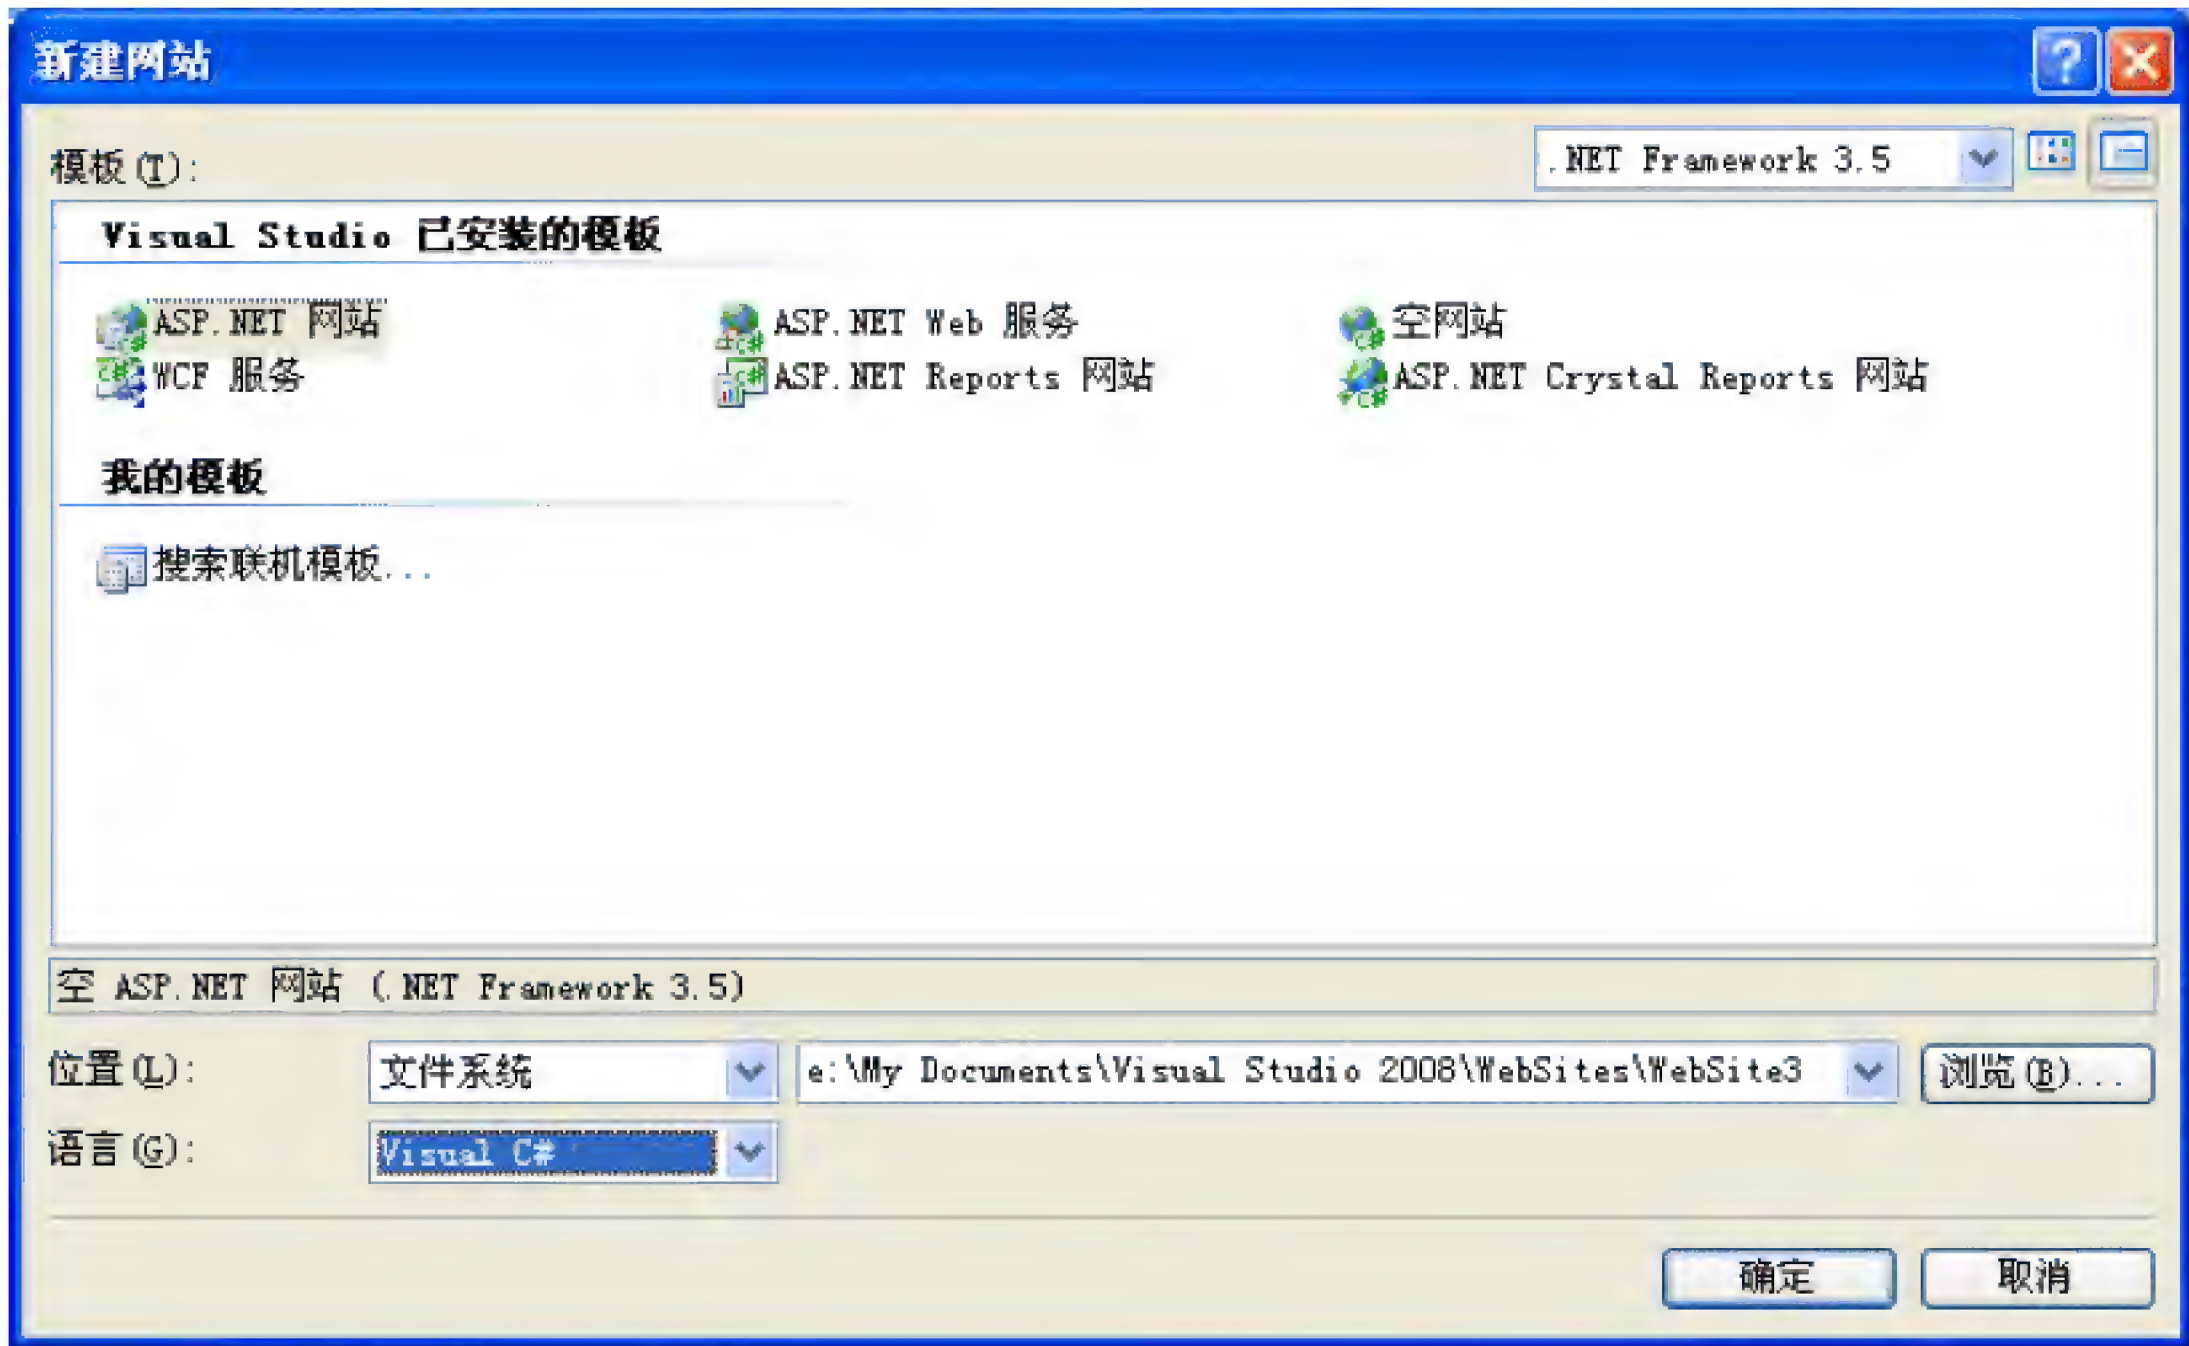 新建网站
模板(T): .NET Framework 3.5
Visual Studio 已安装的模板
ASP.NET 网站 ASP.NET Web 服务 空网站
WCF 服务 ASP.NET Reports 网站 ASP.NET Crystal Reports 网站
我的模板
搜索联机模板...
空 ASP.NET 网站 (.NET Framework 3.5)
位置(L): 文件系统 e:\My Documents\Visual Studio 2008\WebSites\WebSite3 浏览(B)...
语言(G): Visual C#
确定 取消